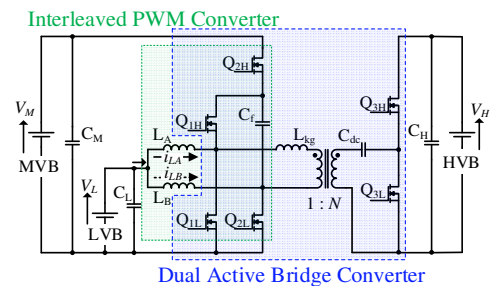 Interleaved PWM Converter
Q2H
Q1H
Cf
Q3H
VM
CM
LA
iLA
Lkg
Cdc
CH
VH
MVB
VL
CL
iLB
LB
HVB
Q3L
LVB
Q1L
Q2L
1 : N
Dual Active Bridge Converter